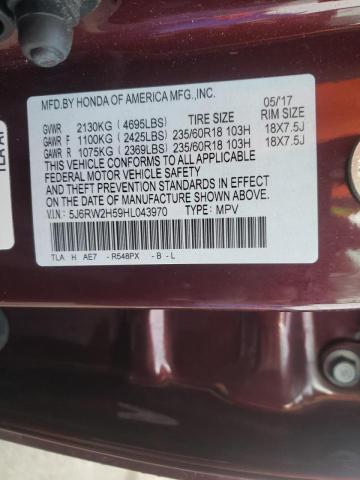 MFD.BY HONDA OF AMERICA MFG.,INC. 05/17
GVWR 2130KG (4695LBS) TIRE SIZE RIM SIZE
GAWR F 1100KG (2425LBS) 235/60R18 103H 18X7.5J
GAWR R 1075KG (2369LBS) 235/60R18 103H 18X7.5J
THIS VEHICLE CONFORMS TO ALL APPLICABLE
FEDERAL MOTOR VEHICLE SAFETY, BUMPER,
AND THEFT PREVENTION STANDARDS IN EFFECT
ON THE DATE OF MANUFACTURE SHOWN ABOVE.
V.I.N.: 5J6RW2H59HL043970 TYPE: MPV
TLA H AE7 - R548PX - B - L